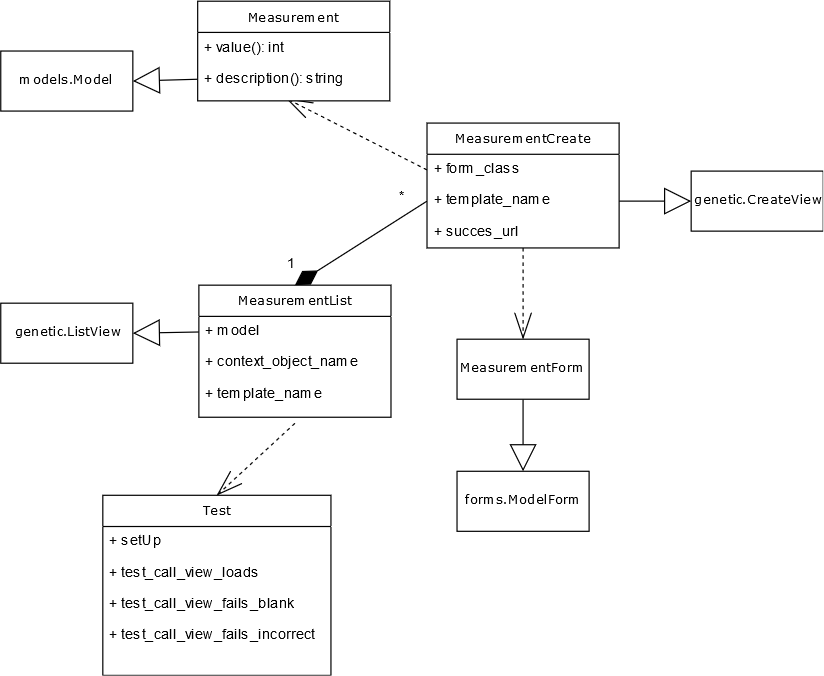 Measurement
+ value(): int
+ description(): string
models.Model
MeasurementCreate
+ form_class
+ template_name
+ succes_url
genetic.CreateView
*
1
MeasurementList
+ model
+ context_object_name
+ template_name
genetic.ListView
MeasurementForm
forms.ModelForm
Test
+ setUp
+ test_call_view_loads
+ test_call_view_fails_blank
+ test_call_view_fails_incorrect